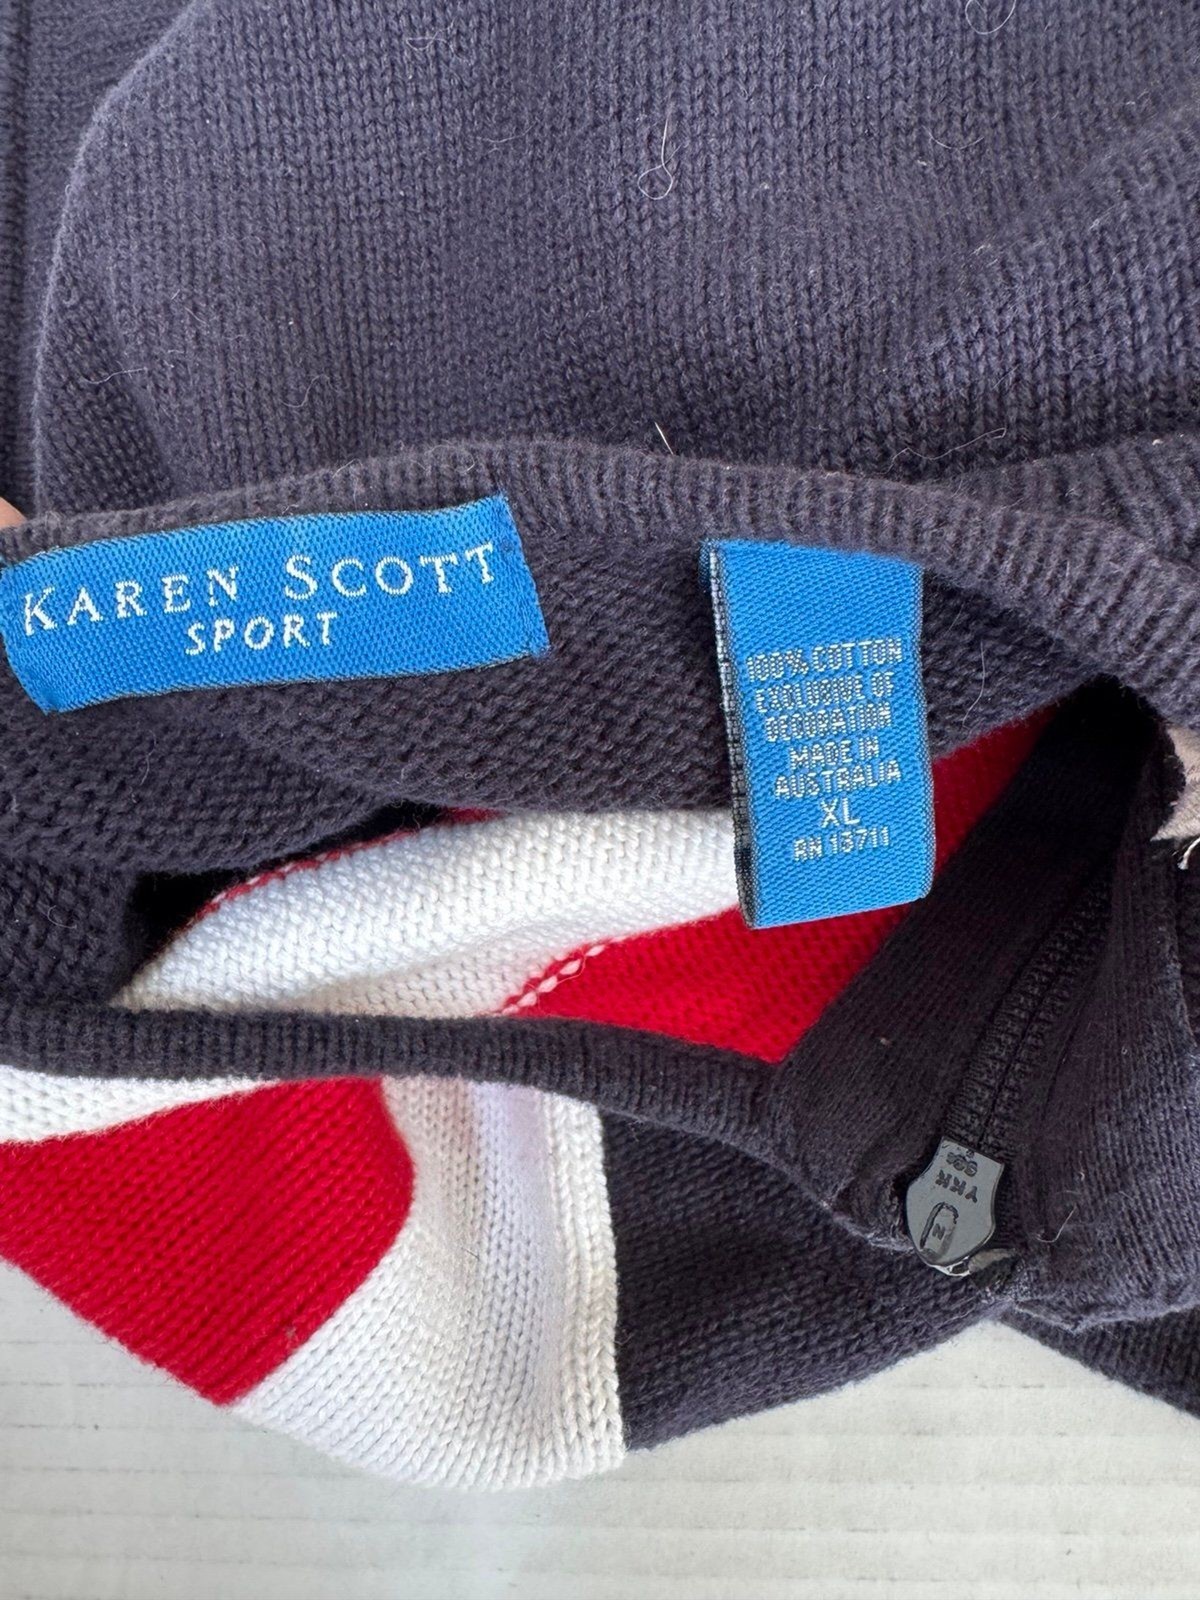 KAREN SCOTT
SPORT
100% COTTON
EXCLUSIVE OF
DECORATION
MADE IN
AUSTRALIA
XL
RN 13711
YKK
N